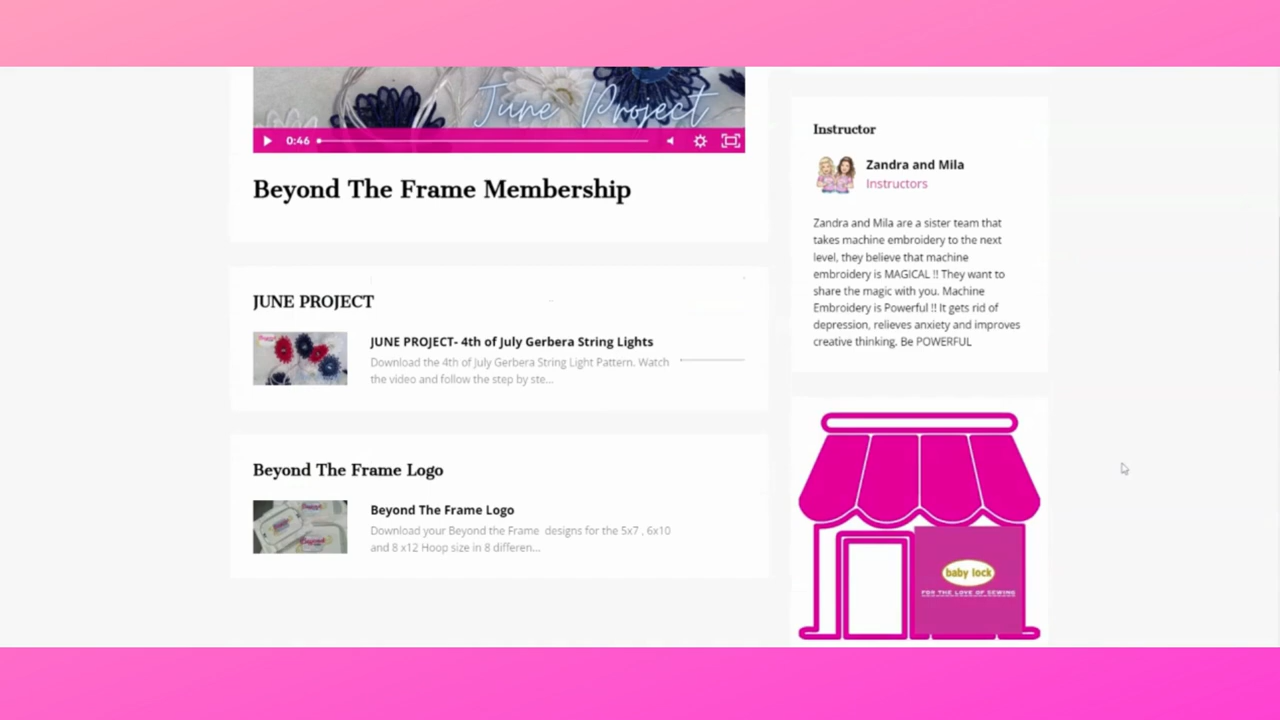 June Project
0:46
Beyond The Frame Membership
JUNE PROJECT
JUNE PROJECT- 4th of July Gerbera String Lights
Download the 4th of July Gerbera String Light Pattern. Watch
the video and follow the step by ste...
Beyond The Frame Logo
Beyond The Frame Logo
Download your Beyond the Frame  designs for the 5x7 , 6x10
and 8 x12 Hoop size in 8 differen...
Instructor
Zandra and Mila
Instructors
Zandra and Mila are a sister team that
takes machine embroidery to the next
level, they believe that machine
embroidery is MAGICAL !! They want to
share the magic with you. Machine
Embroidery is Powerful !! It gets rid of
depression, relieves anxiety and improves
creative thinking. Be POWERFUL
baby lock
FOR THE LOVE OF SEWING